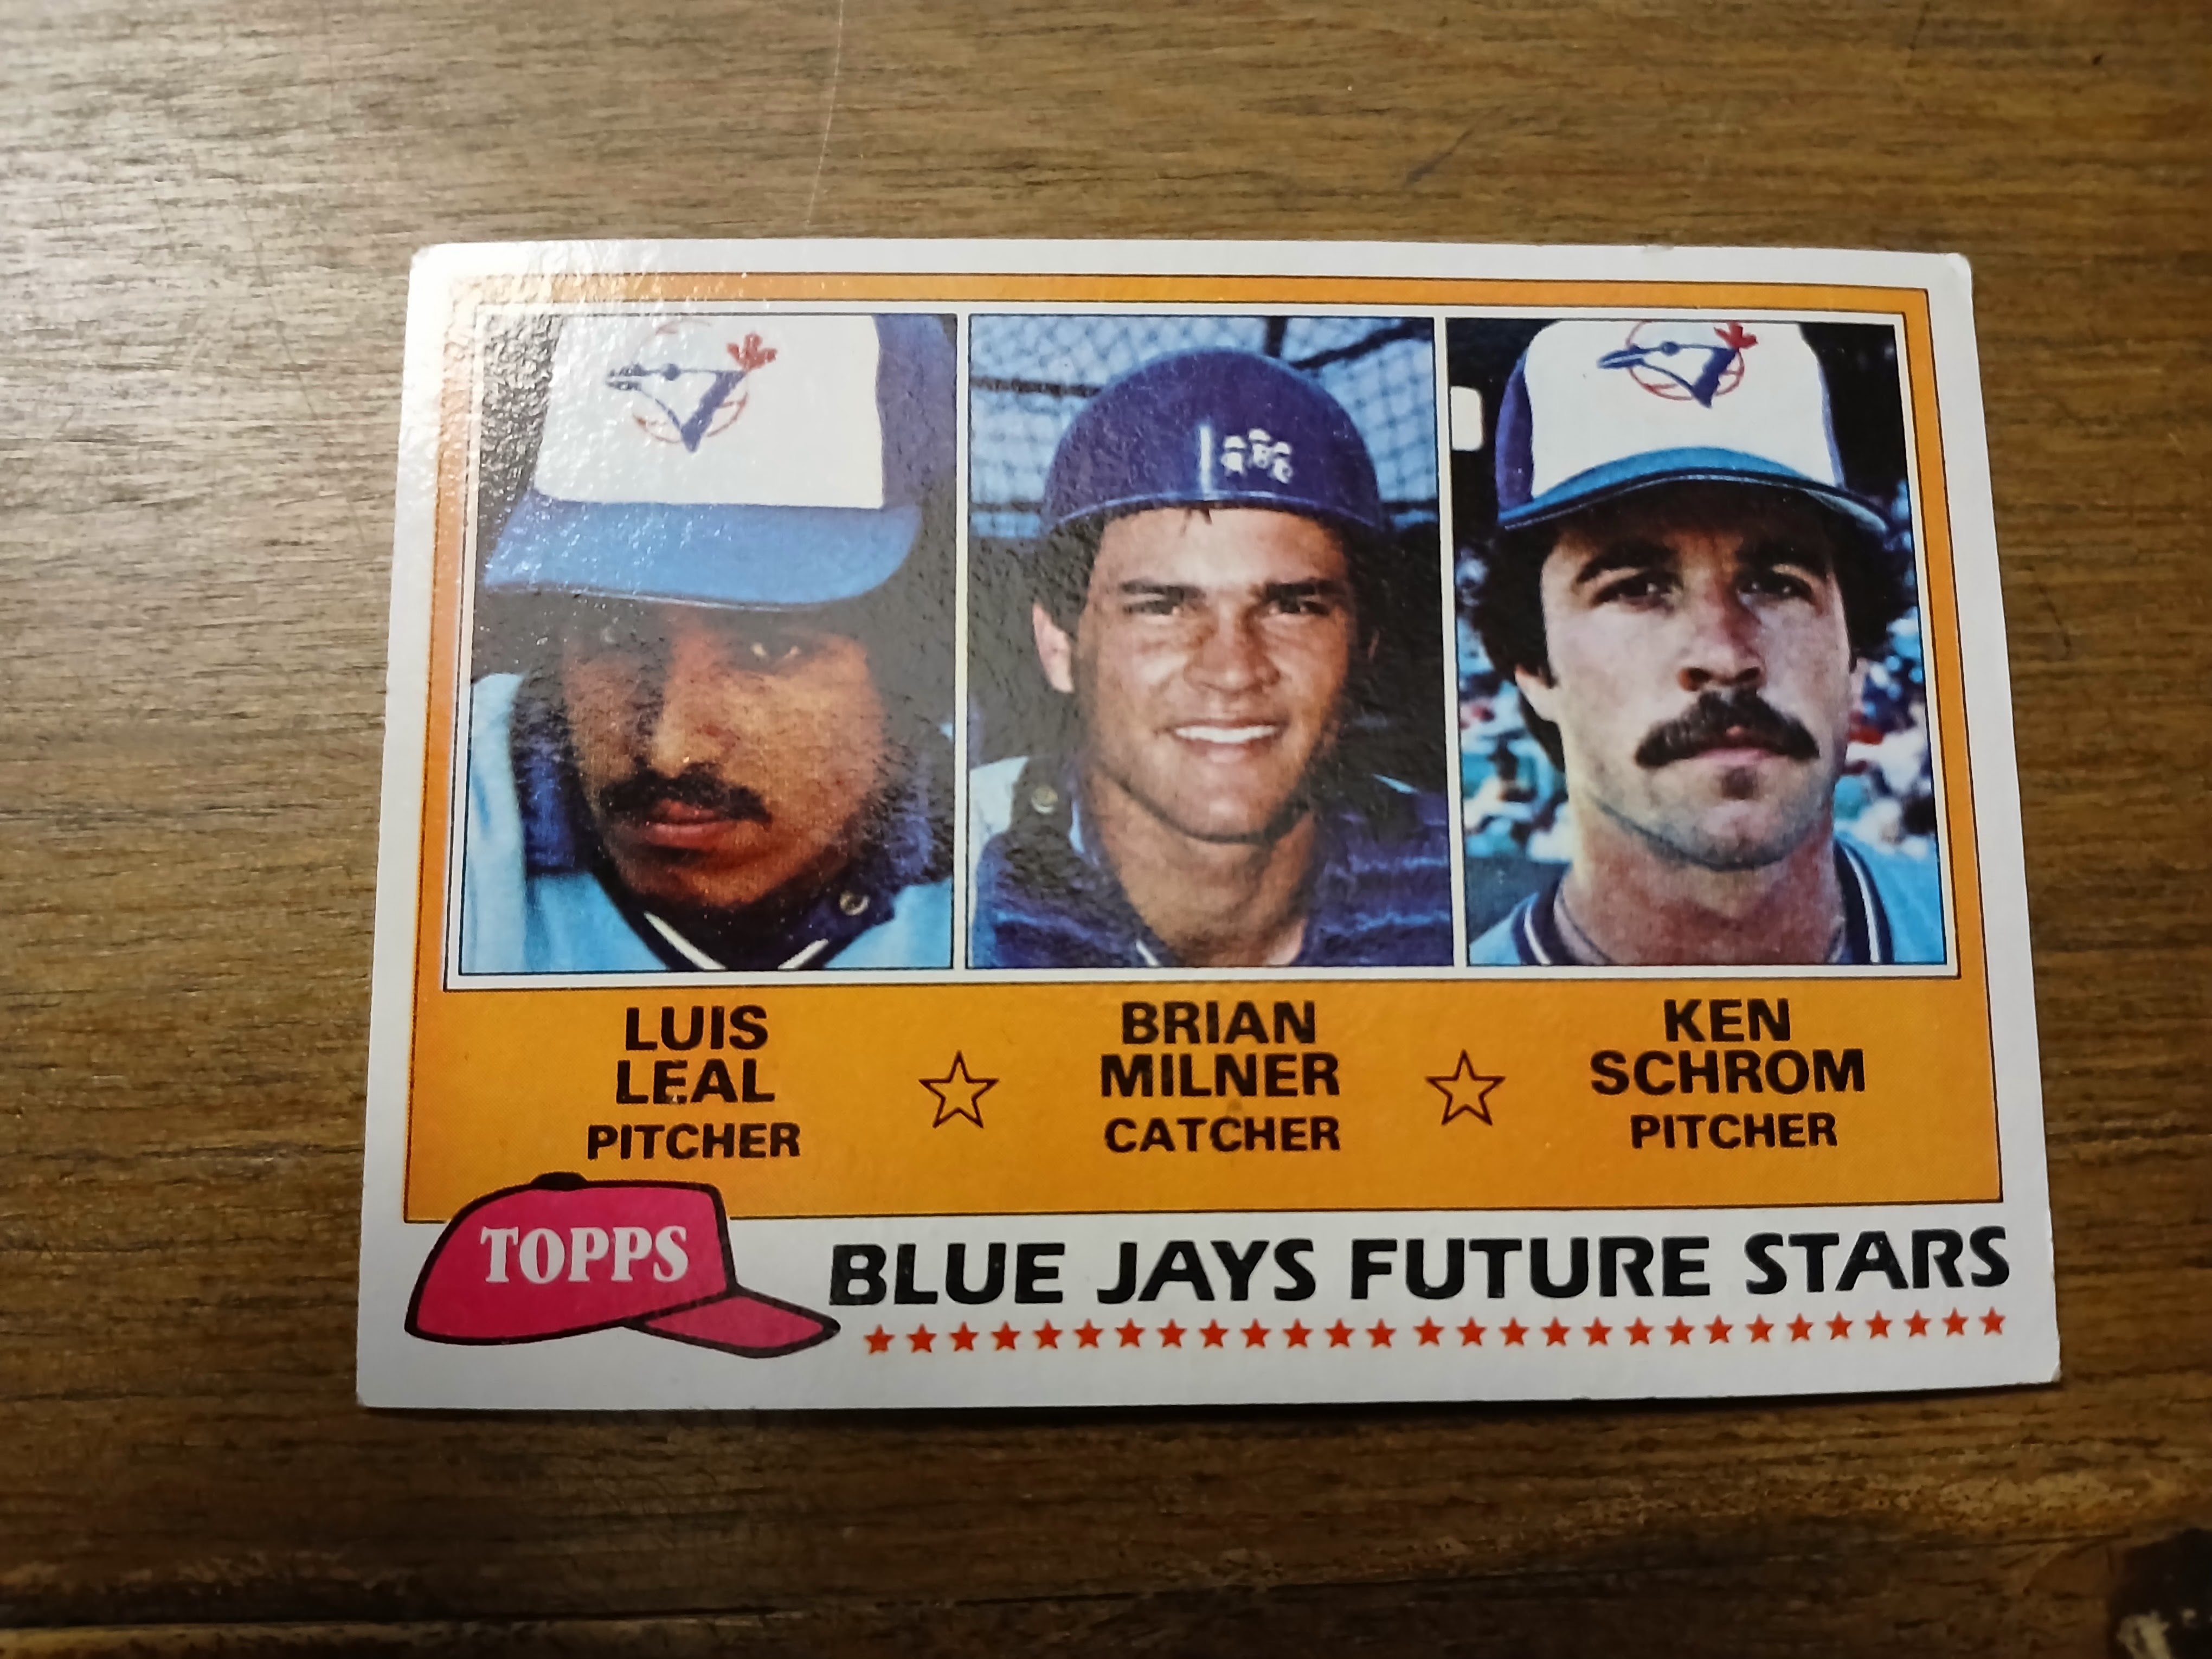 LUIS
LEAL
PITCHER
BRIAN
MILNER
CATCHER
KEN
SCHROM
PITCHER
TOPPS
BLUE JAYS FUTURE STARS